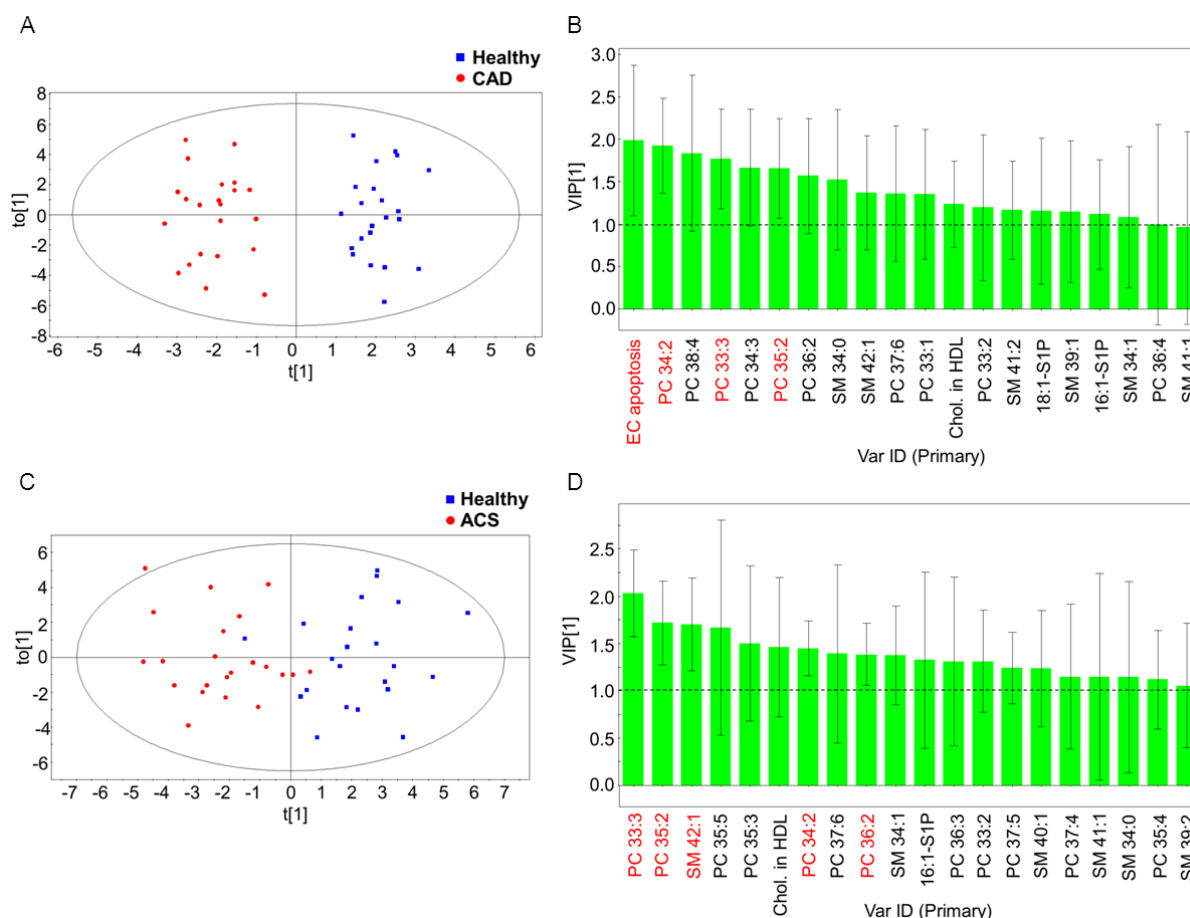 A
Healthy
CAD
8
6
4
2
0
-2
-4
-6
-8
to[1]
-6 -5 -4 -3 -2 -1 0 1 2 3 4 5 6
t[1]
B
3.0
2.5
2.0
1.5
1.0
0.5
0.0
VIP[1]
EC apoptosis
PC 34:2
PC 38:4
PC 33:3
PC 34:3
PC 35:2
PC 36:2
SM 34:0
SM 42:1
PC 37:6
PC 33:1
Chol. in HDL
PC 33:2
SM 41:2
18:1-S1P
SM 39:1
16:1-S1P
SM 34:1
PC 36:4
SM 41:1
Var ID (Primary)
C
Healthy
ACS
6
4
2
0
-2
-4
-6
to[1]
-7 -6 -5 -4 -3 -2 -1 0 1 2 3 4 5 6 7
t[1]
D
2.5
2.0
1.5
1.0
0.5
0.0
VIP[1]
PC 33:3
PC 35:2
SM 42:1
PC 35:5
PC 35:3
Chol. in HDL
PC 34:2
PC 37:6
PC 36:2
SM 34:1
16:1-S1P
PC 36:3
PC 33:2
PC 37:5
SM 40:1
PC 37:4
SM 41:1
SM 34:0
PC 35:4
SM 39:2
Var ID (Primary)